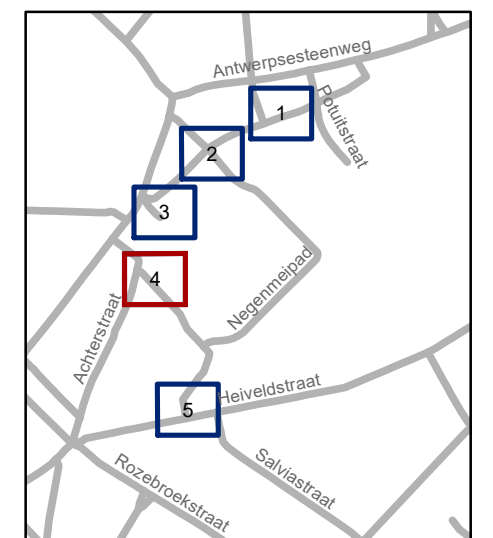 Antwerpsesteenweg
1
Potuitstraat
2
3
4
Negenmeipad
Achterstraat
Heiveldstraat
5
Salviastraat
Rozebroekstraat